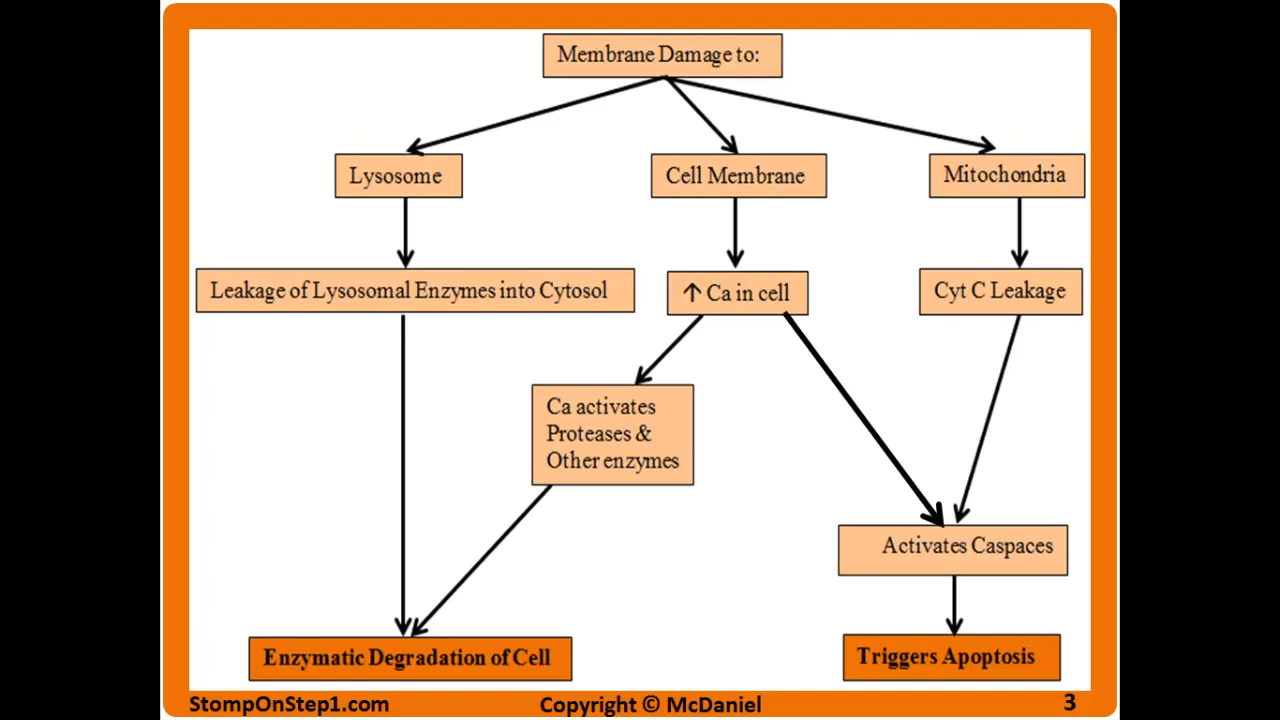 Membrane Damage to:
Lysosome
Cell Membrane
Mitochondria
Leakage of Lysosomal Enzymes into Cytosol
↑ Ca in cell
Cyt C Leakage
Ca activates
Proteases &
Other enzymes
Activates Caspaces
Enzymatic Degradation of Cell
Triggers Apoptosis
StompOnStep1.com
Copyright © McDaniel
3